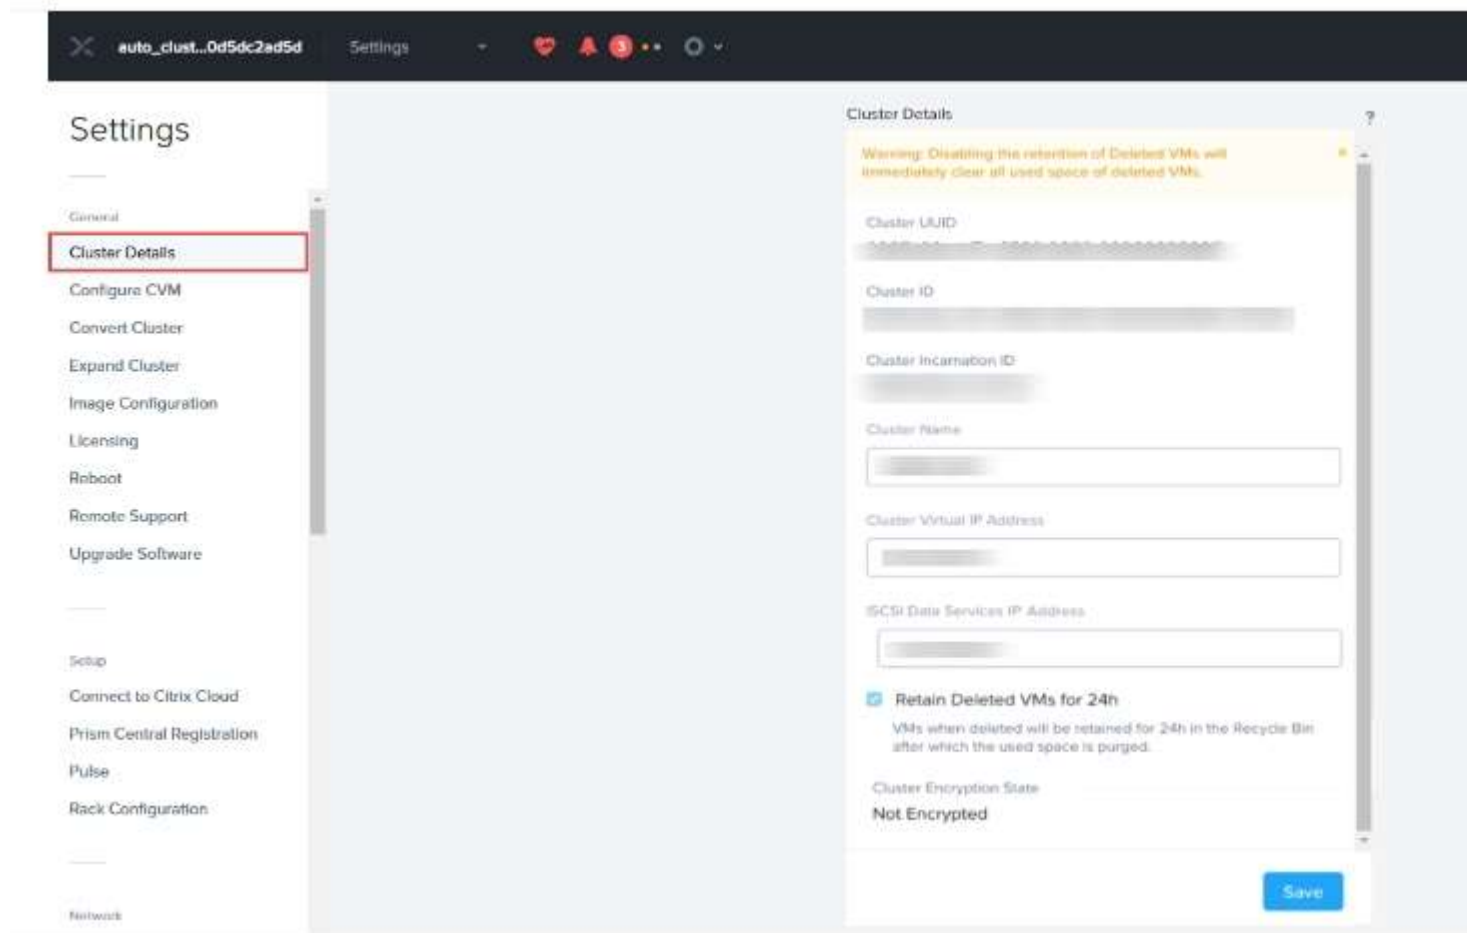 auto_clust...0d5dc2ad5d
Settings
3
Settings
General
Cluster Details
Configure CVM
Convert Cluster
Expand Cluster
Image Configuration
Licensing
Reboot
Remote Support
Upgrade Software
Setup
Connect to Citrix Cloud
Prism Central Registration
Pulse
Rack Configuration
Network
Cluster Details
?
Warning: Disabling the retention of Deleted VMs will
immediately clear all used space of deleted VMs.
×
Cluster UUID
Cluster ID
Cluster Incarnation ID
Cluster Name
Cluster Virtual IP Address
ISCSI Data Services IP Address
Retain Deleted VMs for 24h
VMs when deleted will be retained for 24h in the Recycle Bin
after which the used space is purged.
Cluster Encryption State
Not Encrypted
Save